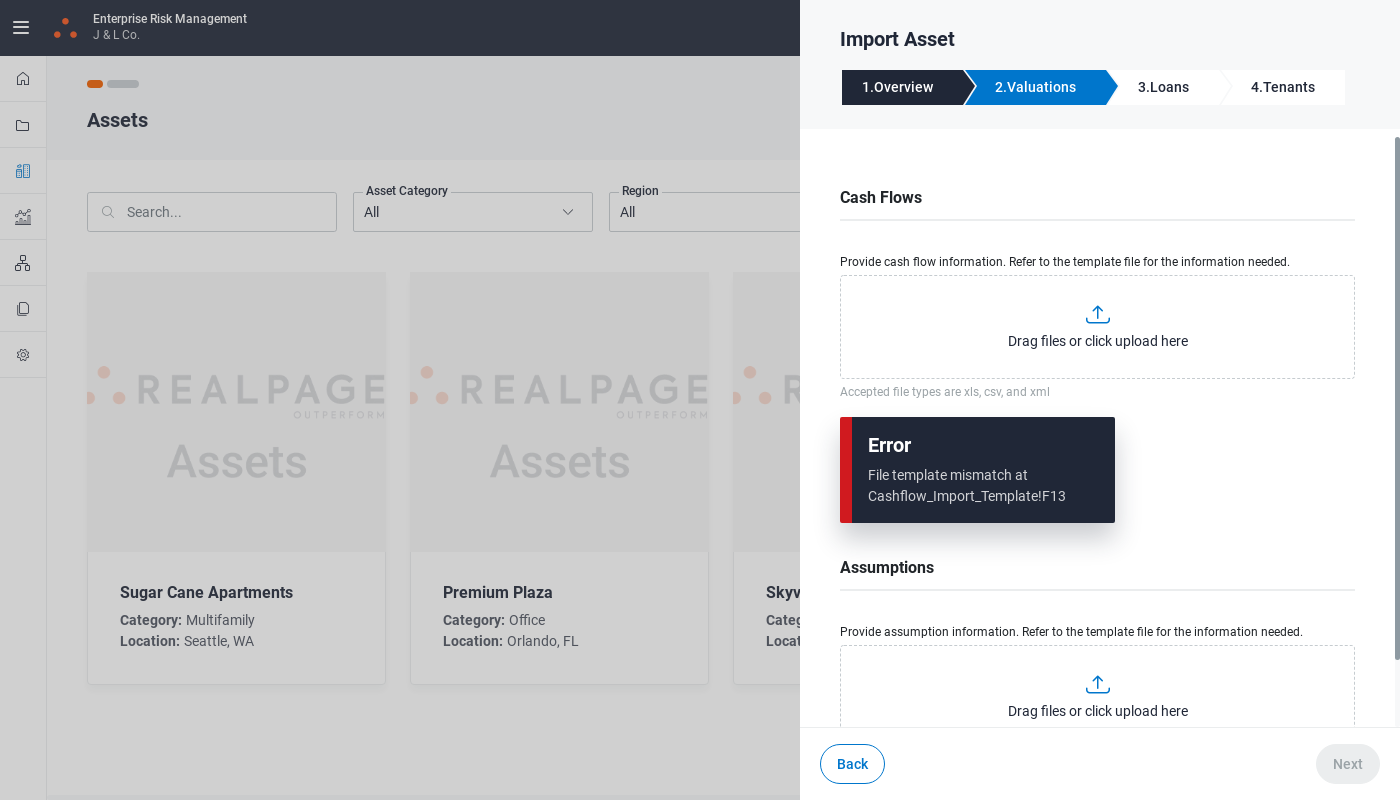 Enterprise Risk Management
J & L Co.
Assets
Search...
Asset Category
All
Region
All
REALPAGE
OUTPERFORM
Assets
Sugar Cane Apartments
Category: Multifamily
Location: Seattle, WA
REALPAGE
OUTPERFORM
Assets
Premium Plaza
Category: Office
Location: Orlando, FL
R
Skyv
Categ
Locat
Import Asset
1.Overview
2.Valuations
3.Loans
4.Tenants
Cash Flows
Provide cash flow information. Refer to the template file for the information needed.
Drag files or click upload here
Accepted file types are xls, csv, and xml
Error
File template mismatch at
Cashflow_Import_Template!F13
Assumptions
Provide assumption information. Refer to the template file for the information needed.
Drag files or click upload here
Back
Next